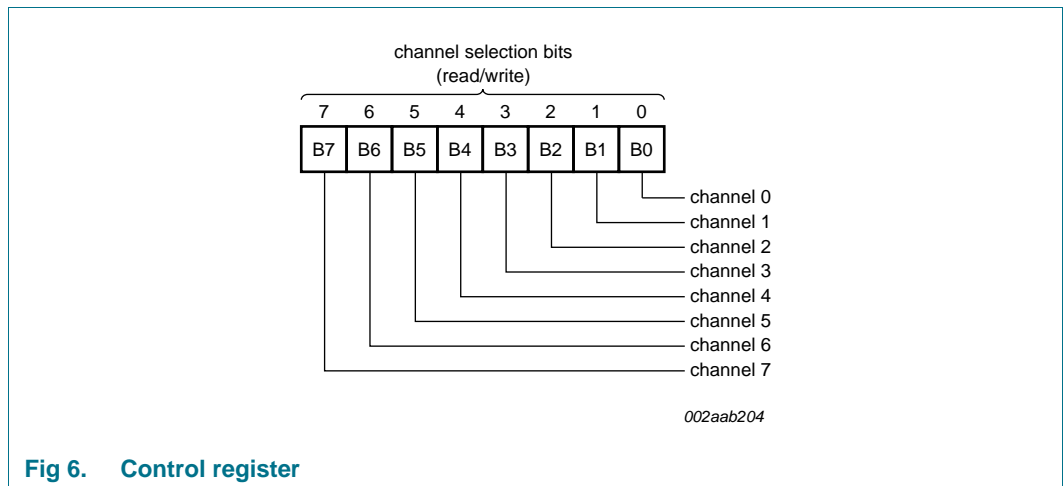 channel selection bits
(read/write)
7 6 5 4 3 2 1 0
B7 B6 B5 B4 B3 B2 B1 B0
channel 0
channel 1
channel 2
channel 3
channel 4
channel 5
channel 6
channel 7
002aab204
Fig 6. Control register